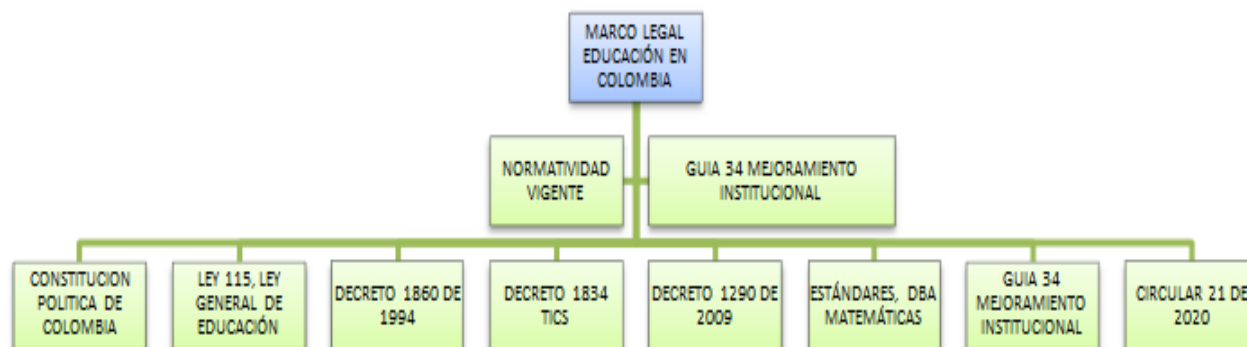 MARCO LEGAL
EDUCACIÓN EN
COLOMBIA
NORMATIVIDAD
VIGENTE
GUIA 34 MEJORAMIENTO
INSTITUCIONAL
CONSTITUCION
POLITICA DE
COLOMBIA
LEY 115, LEY
GENERAL DE
EDUCACIÓN
DECRETO 1860 DE
1994
DECRETO 1834
TICS
DECRETO 1290 DE
2009
ESTÁNDARES, DBA
MATEMÁTICAS
GUIA 34
MEJORAMIENTO
INSTITUCIONAL
CIRCULAR 21 DE
2020